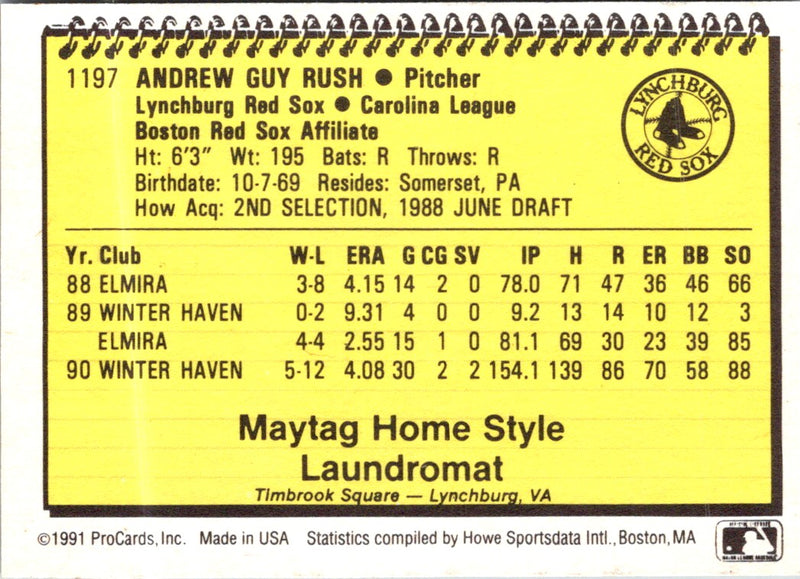 1197 ANDREW GUY RUSH ● Pitcher
Lynchburg Red Sox ● Carolina League
Boston Red Sox Affiliate
Ht: 6'3" Wt: 195 Bats: R Throws: R
Birthdate: 10-7-69 Resides: Somerset, PA
How Acq: 2ND SELECTION, 1988 JUNE DRAFT
LYNCHBURG
RED SOX
Yr. Club W-L ERA G CG SV IP H R ER BB SO
88 ELMIRA 3-8 4.15 14 2 0 78.0 71 47 36 46 66
89 WINTER HAVEN 0-2 9.31 4 0 0 9.2 13 14 10 12 3
ELMIRA 4-4 2.55 15 1 0 81.1 69 30 23 39 85
90 WINTER HAVEN 5-12 4.08 30 2 2 154.1 139 86 70 58 88
Maytag Home Style
Laundromat
Timbrook Square — Lynchburg, VA
©1991 ProCards, Inc. Made in USA Statistics compiled by Howe Sportsdata Intl., Boston, MA